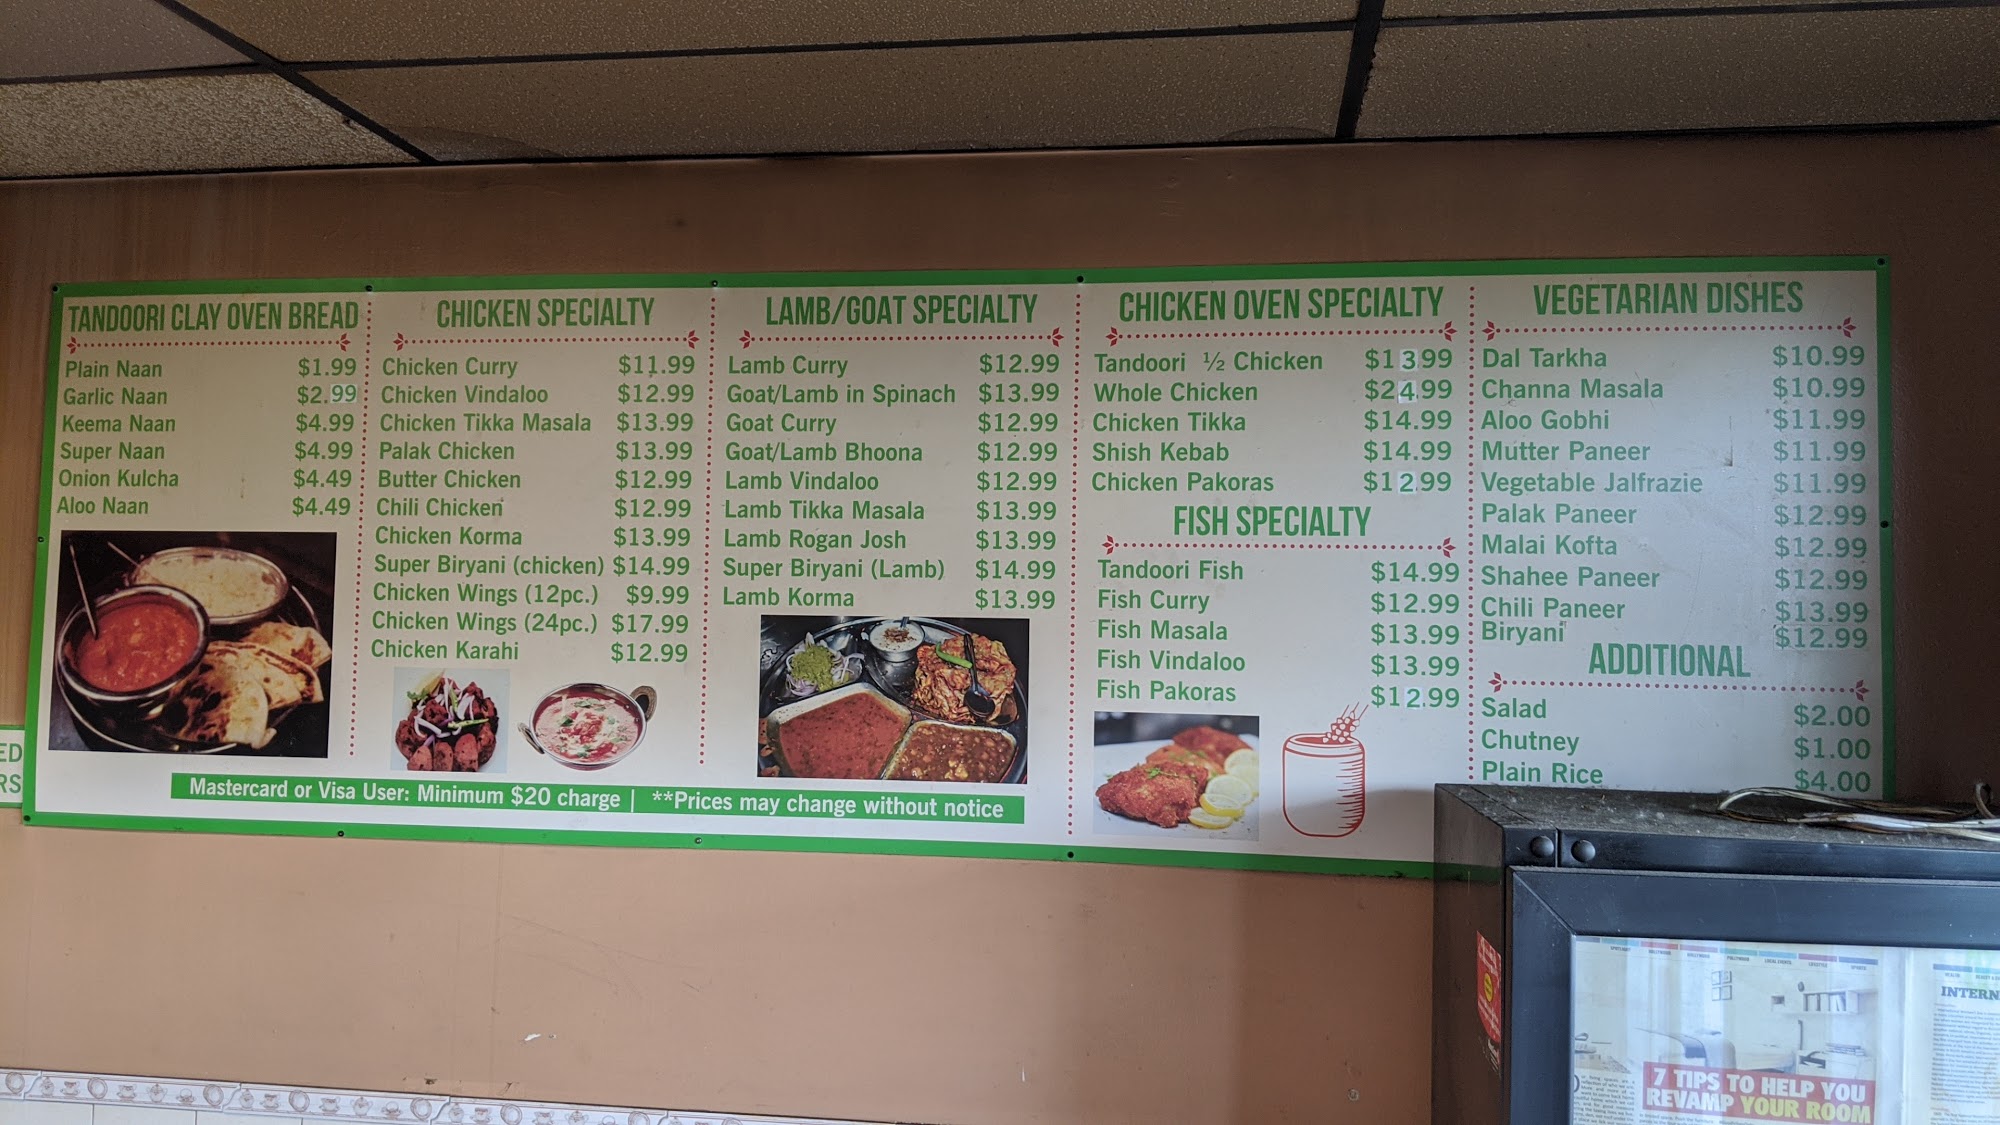 TANDOORI CLAY OVEN BREAD
Plain Naan $1.99
Garlic Naan $2.99
Keema Naan $4.99
Super Naan $4.99
Onion Kulcha $4.49
Aloo Naan $4.49
CHICKEN SPECIALTY
Chicken Curry $11.99
Chicken Vindaloo $12.99
Chicken Tikka Masala $13.99
Palak Chicken $13.99
Butter Chicken $12.99
Chili Chicken $12.99
Chicken Korma $13.99
Super Biryani (chicken) $14.99
Chicken Wings (12pc.) $9.99
Chicken Wings (24pc.) $17.99
Chicken Karahi $12.99
LAMB/GOAT SPECIALTY
Lamb Curry $12.99
Goat/Lamb in Spinach $13.99
Goat Curry $12.99
Goat/Lamb Bhoona $12.99
Lamb Vindaloo $12.99
Lamb Tikka Masala $13.99
Lamb Rogan Josh $13.99
Super Biryani (Lamb) $14.99
Lamb Korma $13.99
Mastercard or Visa User: Minimum $20 charge | **Prices may change without notice
CHICKEN OVEN SPECIALTY
Tandoori ½ Chicken $13.99
Whole Chicken $24.99
Chicken Tikka $14.99
Shish Kebab $14.99
Chicken Pakoras $12.99
FISH SPECIALTY
Tandoori Fish $14.99
Fish Curry $12.99
Fish Masala $13.99
Fish Vindaloo $13.99
Fish Pakoras $12.99
VEGETARIAN DISHES
Dal Tarkha $10.99
Channa Masala $10.99
Aloo Gobhi $11.99
Mutter Paneer $11.99
Vegetable Jalfrazie $11.99
Palak Paneer $12.99
Malai Kofta $12.99
Shahee Paneer $12.99
Chili Paneer $13.99
Biryani $12.99
ADDITIONAL
Salad $2.00
Chutney $1.00
Plain Rice $4.00
ED
RS
7 TIPS TO HELP YOU
REVAMP YOUR ROOM
INTERN